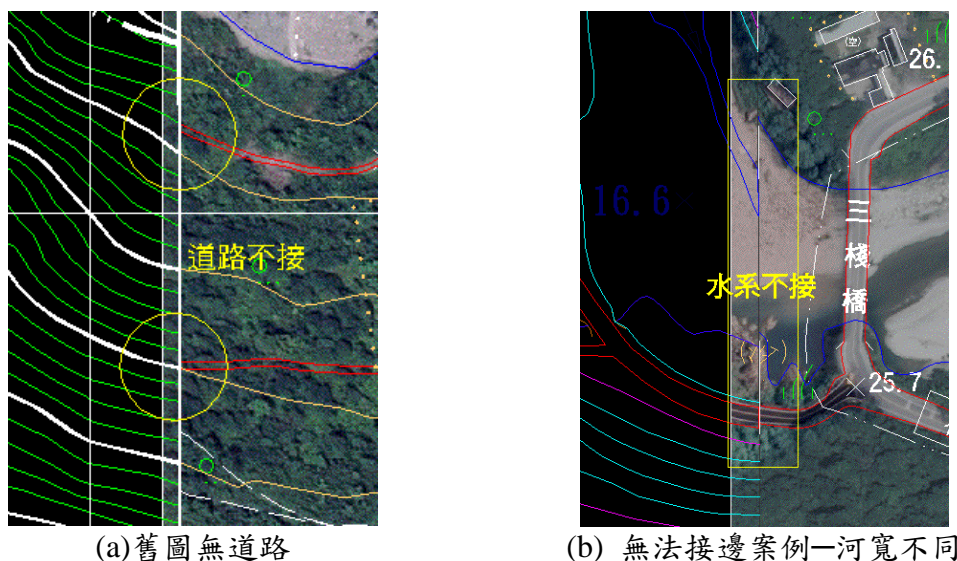 道路不接
(空)
26.
16.6
三
棧
橋
水系不接
25.7
(a)舊圖無道路
(b) 無法接邊案例─河寬不同